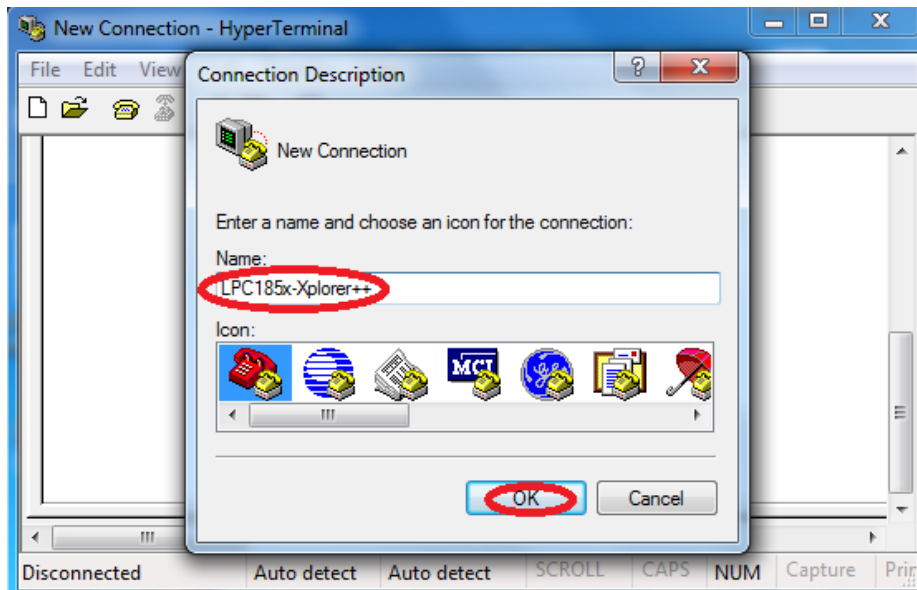 New Connection - HyperTerminal
File Edit View
Connection Description
New Connection
Enter a name and choose an icon for the connection:
Name:
LPC185x-Xplorer++
Icon:
MCI
OK Cancel
Disconnected Auto detect Auto detect SCROLL CAPS NUM Capture Prin